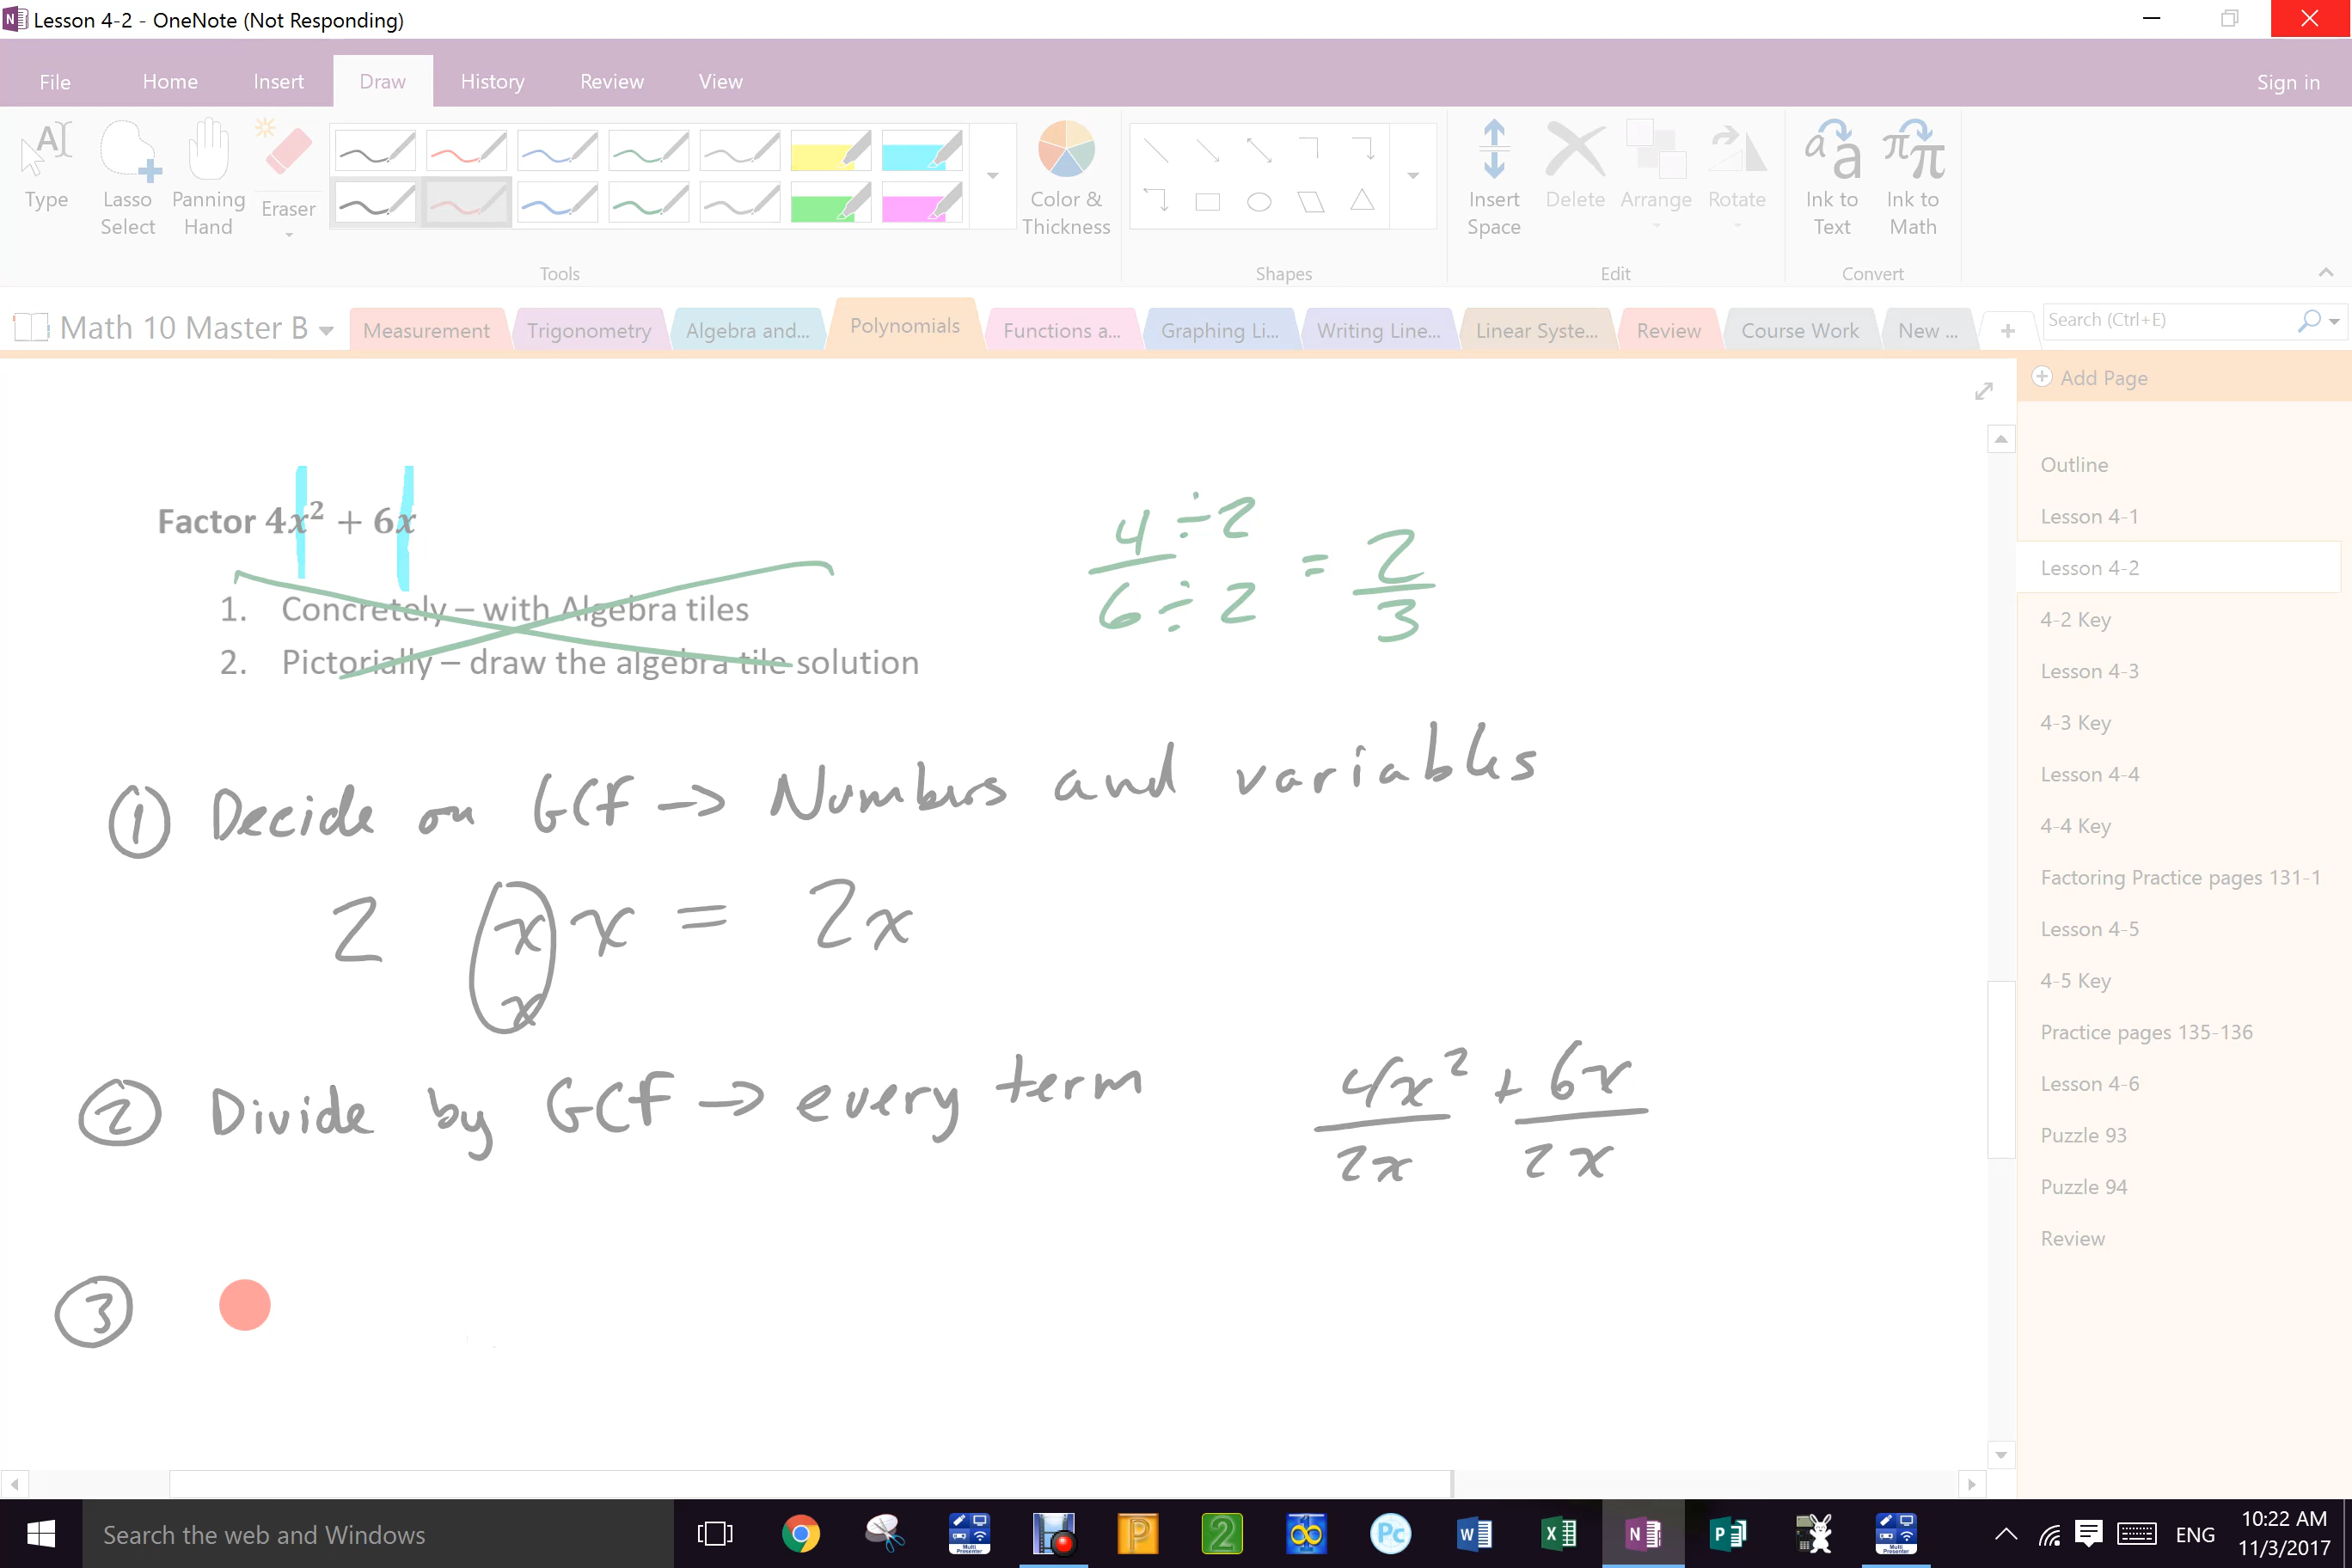 Lesson 4-2 - OneNote (Not Responding)
File Home Insert Draw History Review View Sign in
Type Lasso Select Panning Hand Eraser Color & Thickness Insert Space Delete Arrange Rotate Ink to Text Ink to Math
Tools Shapes Edit Convert
Math 10 Master B Measurement Trigonometry Algebra and... Polynomials Functions a... Graphing Li... Writing Line... Linear Syste... Review Course Work New ... + Search (Ctrl+E)
Add Page
Outline
Lesson 4-1
Lesson 4-2
4-2 Key
Lesson 4-3
4-3 Key
Lesson 4-4
4-4 Key
Factoring Practice pages 131-1
Lesson 4-5
4-5 Key
Practice pages 135-136
Lesson 4-6
Puzzle 93
Puzzle 94
Review
Factor 4x² + 6x
1. Concretely – with Algebra tiles
2. Pictorially – draw the algebra tile solution
4 ÷ 2 = 2
6 ÷ 2 3
① Decide on GCF → Numbers and variables
2 x x = 2x
x
② Divide by GCF → every term
4x² + 6x
2x 2x
③
Search the web and Windows
ENG
10:22 AM
11/3/2017